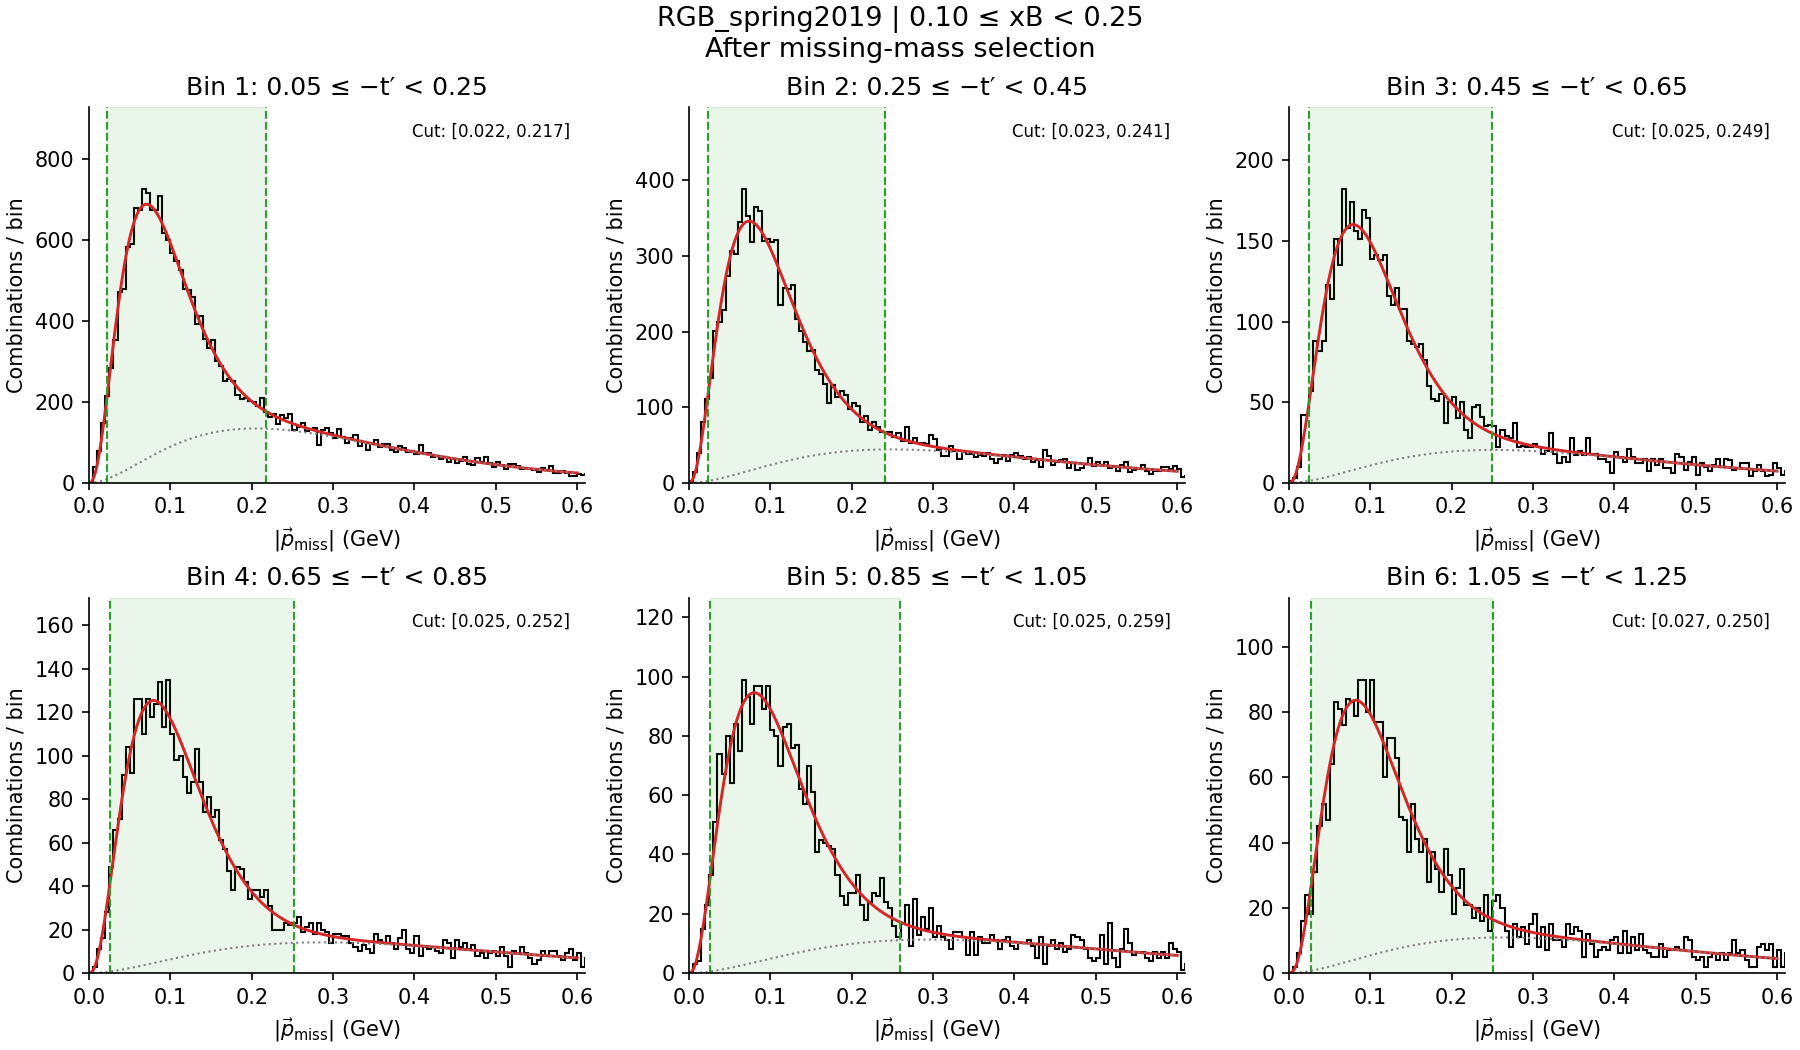 RGB_spring2019 | 0.10 ≤ xB < 0.25
After missing-mass selection
Bin 1: 0.05 ≤ −t′ < 0.25
Cut: [0.022, 0.217]
Combinations / bin
800
600
400
200
0
0.0 0.1 0.2 0.3 0.4 0.5 0.6
|p⃗miss| (GeV)
Bin 2: 0.25 ≤ −t′ < 0.45
Cut: [0.023, 0.241]
Combinations / bin
400
300
200
100
0
0.0 0.1 0.2 0.3 0.4 0.5 0.6
|p⃗miss| (GeV)
Bin 3: 0.45 ≤ −t′ < 0.65
Cut: [0.025, 0.249]
Combinations / bin
200
150
100
50
0
0.0 0.1 0.2 0.3 0.4 0.5 0.6
|p⃗miss| (GeV)
Bin 4: 0.65 ≤ −t′ < 0.85
Cut: [0.025, 0.252]
Combinations / bin
160
140
120
100
80
60
40
20
0
0.0 0.1 0.2 0.3 0.4 0.5 0.6
|p⃗miss| (GeV)
Bin 5: 0.85 ≤ −t′ < 1.05
Cut: [0.025, 0.259]
Combinations / bin
120
100
80
60
40
20
0
0.0 0.1 0.2 0.3 0.4 0.5 0.6
|p⃗miss| (GeV)
Bin 6: 1.05 ≤ −t′ < 1.25
Cut: [0.027, 0.250]
Combinations / bin
100
80
60
40
20
0
0.0 0.1 0.2 0.3 0.4 0.5 0.6
|p⃗miss| (GeV)